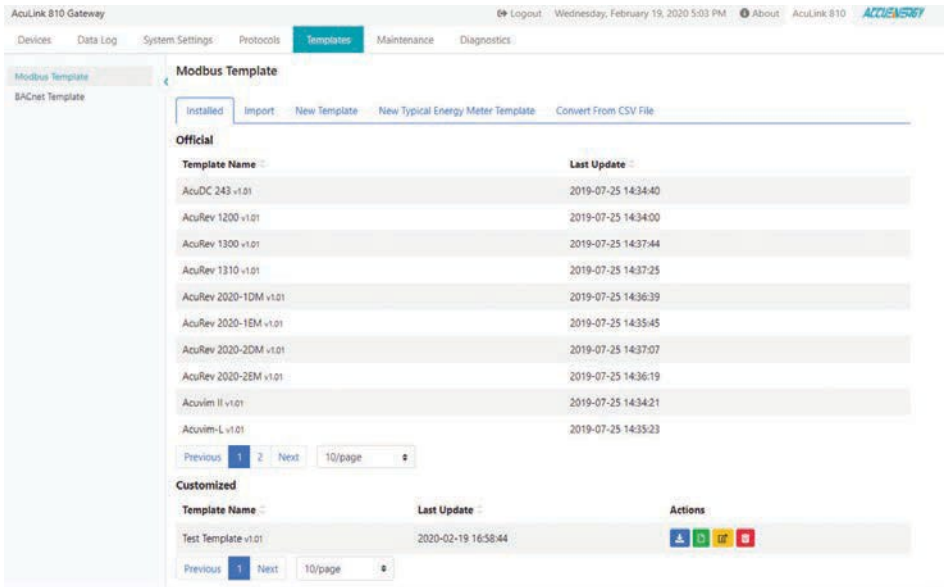 AcuLink 810 Gateway
Logout Wednesday, February 19, 2020 5:03 PM About AcuLink 810 ACCUENERGY
Devices Data Log System Settings Protocols Templates Maintenance Diagnostics
Modbus Template
BACnet Template
Modbus Template
Installed Import New Template New Typical Energy Meter Template Convert From CSV File
Official
Template Name Last Update
AcuDC 243 v1.01 2019-07-25 14:34:40
AcuRev 1200 v1.01 2019-07-25 14:34:00
AcuRev 1300 v1.01 2019-07-25 14:37:44
AcuRev 1310 v1.01 2019-07-25 14:37:25
AcuRev 2020-1DM v1.01 2019-07-25 14:36:39
AcuRev 2020-1EM v1.01 2019-07-25 14:35:45
AcuRev 2020-2DM v1.01 2019-07-25 14:37:07
AcuRev 2020-2EM v1.01 2019-07-25 14:36:19
Acuvim II v1.01 2019-07-25 14:34:21
Acuvim-L v1.01 2019-07-25 14:35:23
Previous 1 2 Next 10/page
Customized
Template Name Last Update Actions
Test Template v1.01 2020-02-19 16:58:44
Previous 1 Next 10/page